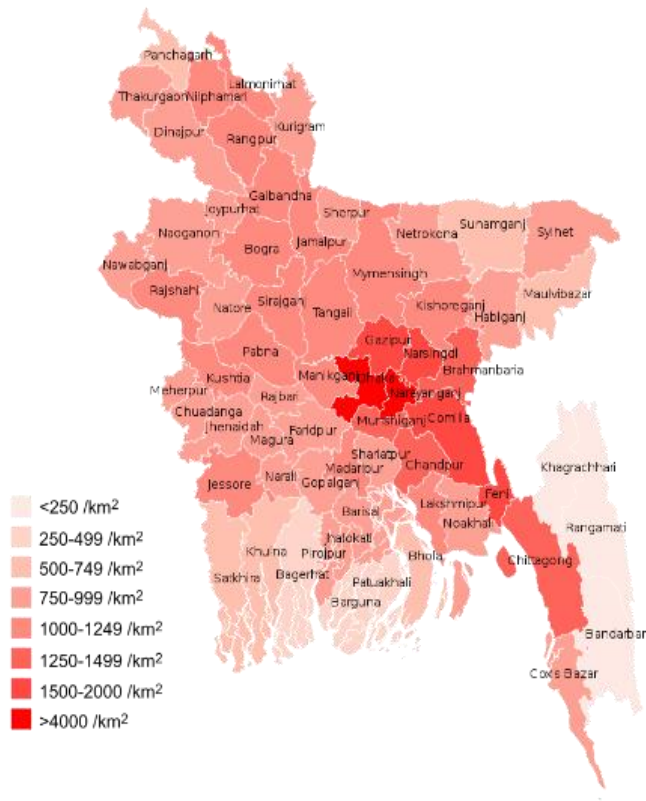 Panchagarh
Lalmonirhat
Thakurgaon
Nilphamari
Kurigram
Dinajpur
Rangpur
Gaibandha
Joypurhat
Sherpur
Sunamganj
Sylhet
Naogaon
Netrokona
Bogra
Jamalpur
Nawabganj
Mymensingh
Rajshahi
Maulvibazar
Natore
Sirajganj
Tangail
Kishoreganj
Habiganj
Gazipur
Pabna
Narsingdi
Brahmanbaria
Manikganj
Dhaka
Kushtia
Meherpur
Rajbari
Narayanganj
Chuadanga
Munshiganj
Comilla
Jhenaidah
Faridpur
Magura
Shariatpur
Madaripur
Chandpur
Khagrachhari
Jessore
Narail
Gopalganj
Feni
Lakshmipur
<250 /km²
Barisal
Noakhali
Rangamati
250-499 /km²
Jhalokati
Khulna
Pirojpur
Bhola
Chittagong
500-749 /km²
Satkhira
Bagerhat
Patuakhali
750-999 /km²
Barguna
1000-1249 /km²
Bandarban
1250-1499 /km²
Cox's Bazar
1500-2000 /km²
>4000 /km²